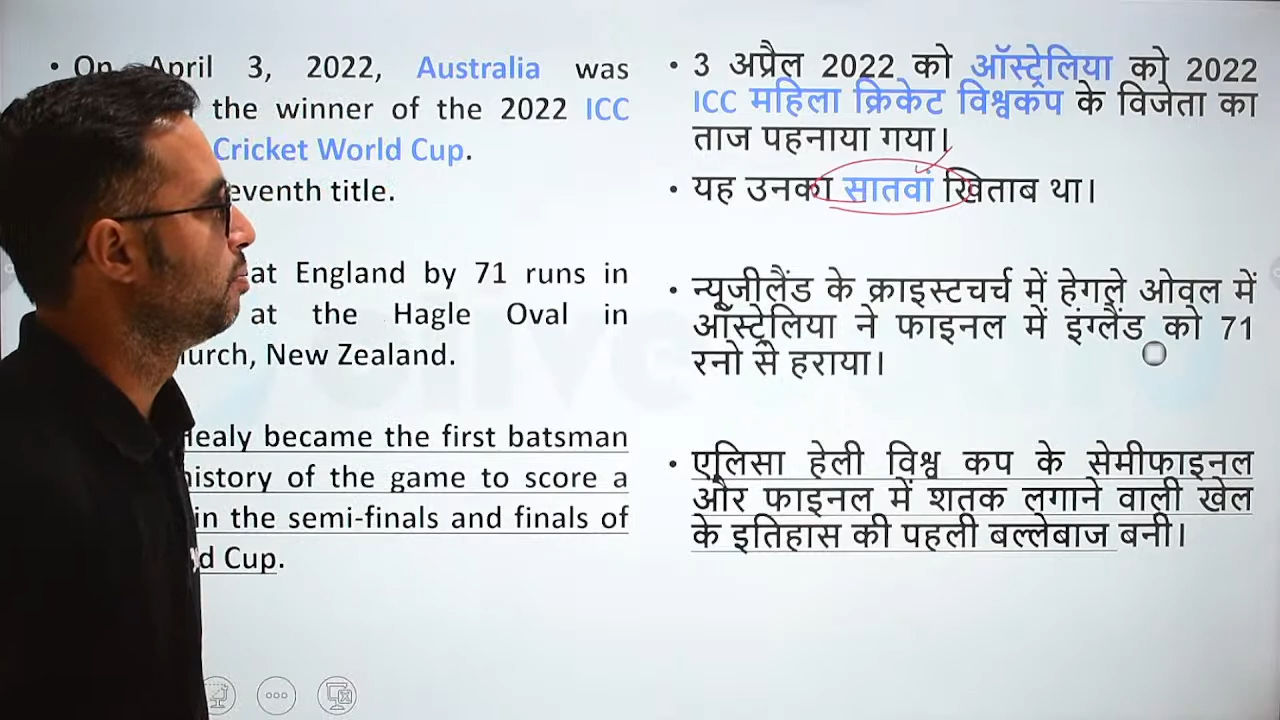 On April 3, 2022, Australia was
the winner of the 2022 ICC
Cricket World Cup.
eventh title.
at England by 71 runs in
at the Hagle Oval in
urch, New Zealand.
Healy became the first batsman
history of the game to score a
in the semi-finals and finals of
d Cup.
3 अप्रैल 2022 को ऑस्ट्रेलिया को 2022
ICC महिला क्रिकेट विश्वकप के विजेता का
ताज पहनाया गया।
यह उनका सातवां खिताब था।
न्यूजीलैंड के क्राइस्टचर्च में हेगले ओवल में
ऑस्ट्रेलिया ने फाइनल में इंग्लैंड को 71
रनो से हराया।
एलिसा हेली विश्व कप के सेमीफाइनल
और फाइनल में शतक लगाने वाली खेल
के इतिहास की पहली बल्लेबाज बनी।